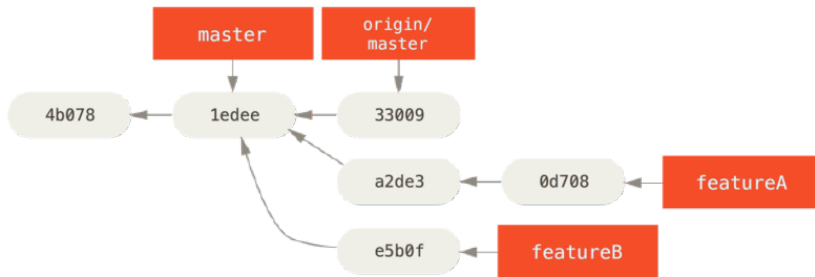 master
origin/
master
4b078
1edee
33009
a2de3
0d708
featureA
e5b0f
featureB